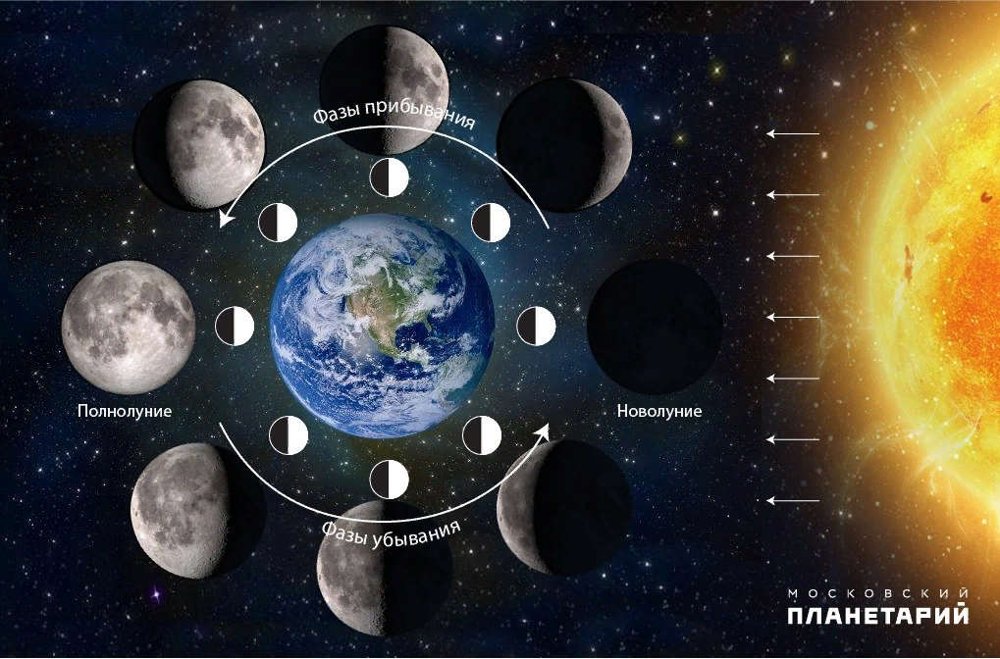 Фазы прибывания
Полнолуние
Новолуние
Фазы убывания
МОСКОВСКИЙ
ПЛАНЕТАРИЙ